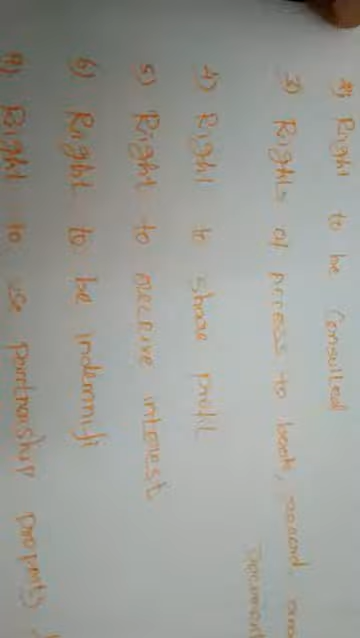 2) Right to be Consulted
3) Rights of access to book, record, 
Document
4) Right to share profit
5) Right to receive interest
6) Right to be indemnifi
7) Right to use partnership property